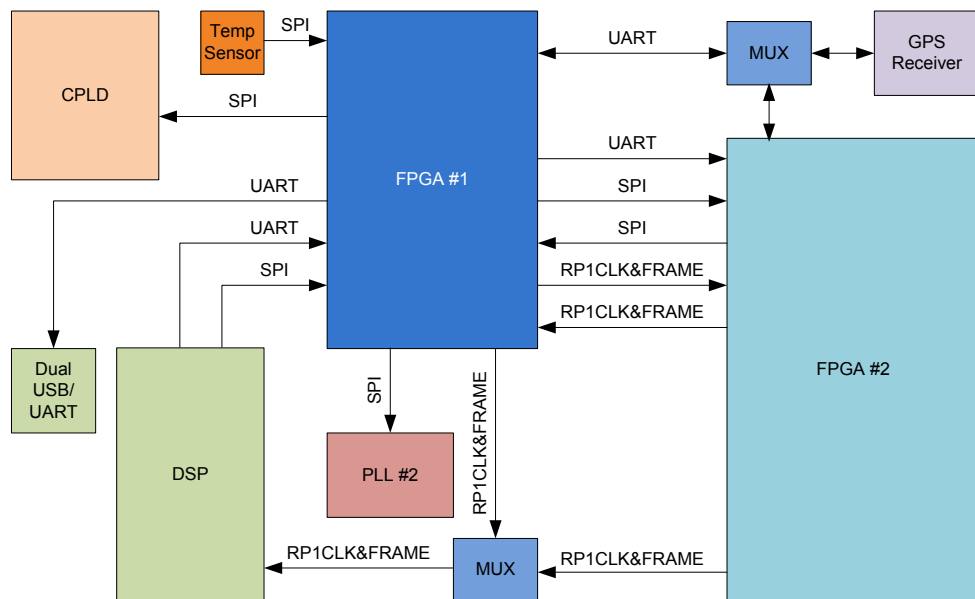 Temp
Sensor
SPI
UART
MUX
GPS
Receiver
CPLD
SPI
FPGA #1
UART
UART
SPI
UART
SPI
SPI
RP1CLK&FRAME
RP1CLK&FRAME
Dual
USB/
UART
FPGA #2
SPI
RP1CLK&FRAME
DSP
PLL #2
RP1CLK&FRAME
MUX
RP1CLK&FRAME